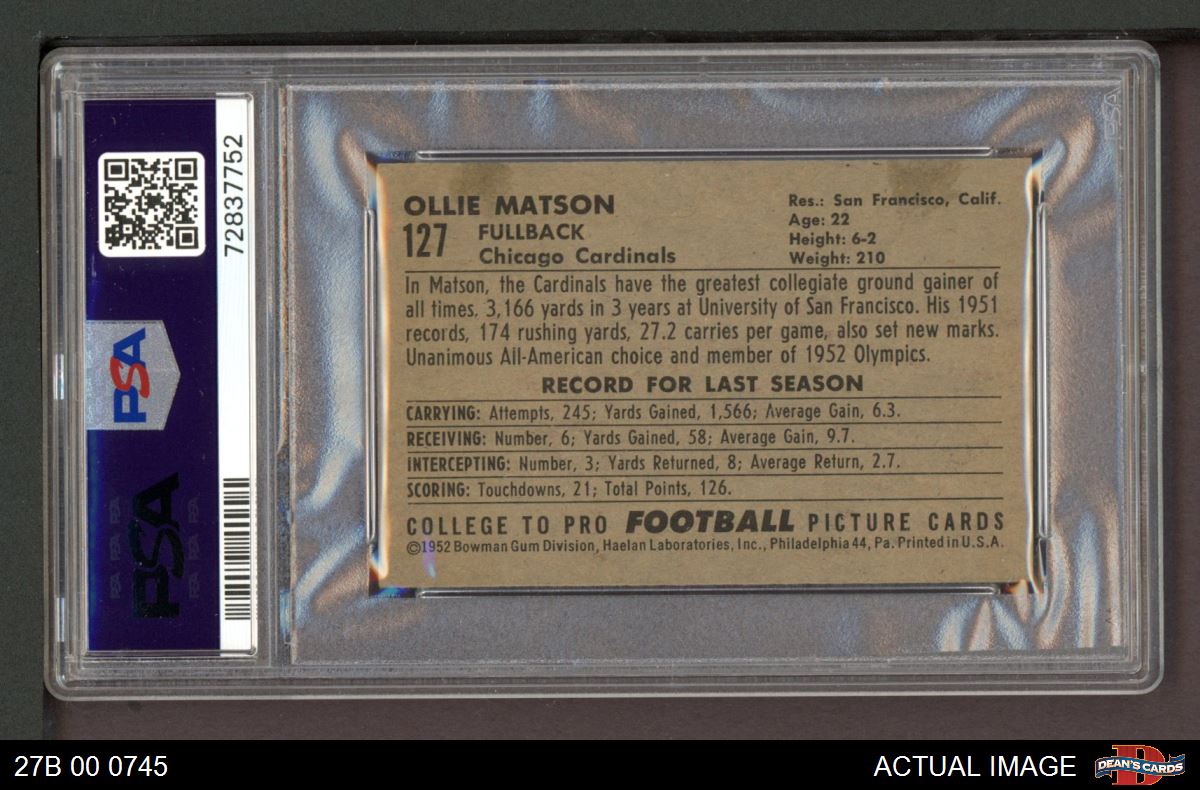 72837752
PSA
PSA
OLLIE MATSON
127
FULLBACK
Chicago Cardinals
Res.: San Francisco, Calif.
Age: 22
Height: 6-2
Weight: 210
In Matson, the Cardinals have the greatest collegiate ground gainer of
all times. 3,166 yards in 3 years at University of San Francisco. His 1951
records, 174 rushing yards, 27.2 carries per game, also set new marks.
Unanimous All-American choice and member of 1952 Olympics.
RECORD FOR LAST SEASON
CARRYING: Attempts, 245; Yards Gained, 1,566; Average Gain, 6.3.
RECEIVING: Number, 6; Yards Gained, 58; Average Gain, 9.7.
INTERCEPTING: Number, 3; Yards Returned, 8; Average Return, 2.7.
SCORING: Touchdowns, 21; Total Points, 126.
COLLEGE TO PRO FOOTBALL PICTURE CARDS
©1952 Bowman Gum Division, Haelan Laboratories, Inc., Philadelphia 44, Pa. Printed in U.S.A.
PSA
27B 00 0745
ACTUAL IMAGE
DEAN'S CARDS